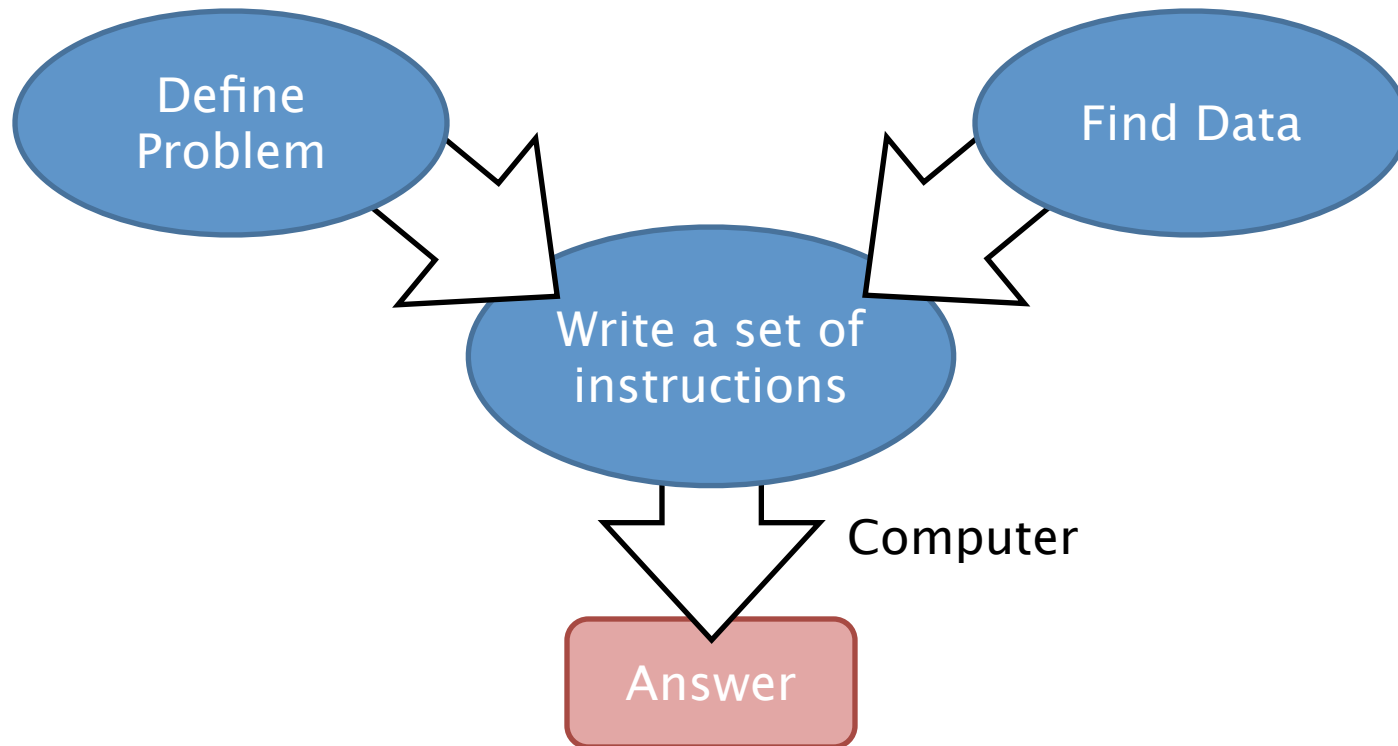 Define
Problem
Find Data
Write a set of
instructions
Computer
Answer